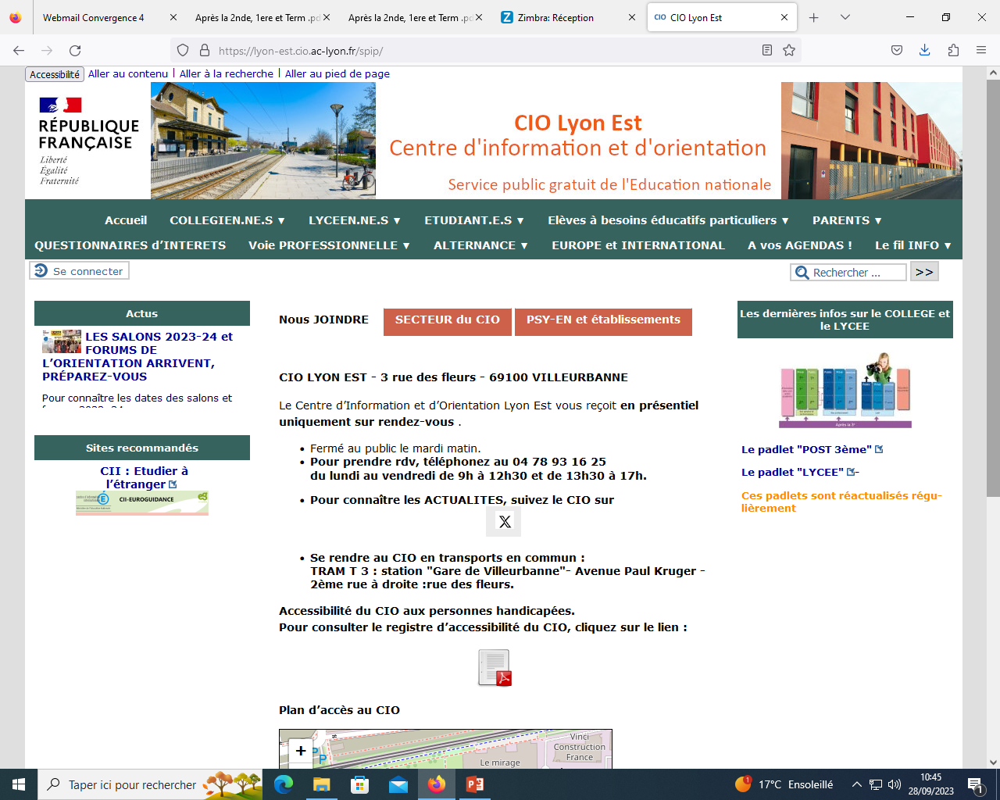 Webmail Convergence 4
Après la 2nde, 1ere et Term .pd
Après la 2nde, 1ere et Term .pd
Zimbra: Réception
CIO CIO Lyon Est
https://lyon-est.cio.ac-lyon.fr/spip/
Accessibilité Aller au contenu | Aller à la recherche | Aller au pied de page
RÉPUBLIQUE
FRANÇAISE
Liberté
Égalité
Fraternité
CIO Lyon Est
Centre d'information et d'orientation
Service public gratuit de l'Education nationale
Accueil COLLEGIEN.NE.S ▼ LYCEEN.NE.S ▼ ETUDIANT.E.S ▼ Elèves à besoins éducatifs particuliers ▼ PARENTS ▼
QUESTIONNAIRES d’INTERETS Voie PROFESSIONNELLE ▼ ALTERNANCE ▼ EUROPE et INTERNATIONAL A vos AGENDAS ! Le fil INFO ▼
Se connecter
Rechercher ... >>
Actus
LES SALONS 2023-24 et
FORUMS DE
L’ORIENTATION ARRIVENT,
PRÉPAREZ-VOUS
Pour connaître les dates des salons et
Sites recommandés
CII : Etudier à
l’étranger
CII-EUROGUIDANCE
Nous JOINDRE SECTEUR du CIO PSY-EN et établissements
CIO LYON EST - 3 rue des fleurs - 69100 VILLEURBANNE
Le Centre d’Information et d’Orientation Lyon Est vous reçoit en présentiel
uniquement sur rendez-vous .
• Fermé au public le mardi matin.
• Pour prendre rdv, téléphonez au 04 78 93 16 25
du lundi au vendredi de 9h à 12h30 et de 13h30 à 17h.
• Pour connaître les ACTUALITES, suivez le CIO sur
X
• Se rendre au CIO en transports en commun :
TRAM T 3 : station "Gare de Villeurbanne"- Avenue Paul Kruger -
2ème rue à droite :rue des fleurs.
Accessibilité du CIO aux personnes handicapées.
Pour consulter le registre d’accessibilité du CIO, cliquez sur le lien :
Plan d’accès au CIO
+
P
P
Vinci
Construction
France
Le mirage
Les dernières infos sur le COLLEGE et
le LYCEE
Après la 3e
Le padlet "POST 3ème"
Le padlet "LYCEE" -
Ces padlets sont réactualisés régu-
lièrement
Taper ici pour rechercher
1
17°C Ensoleillé
10:45
28/09/2023
1